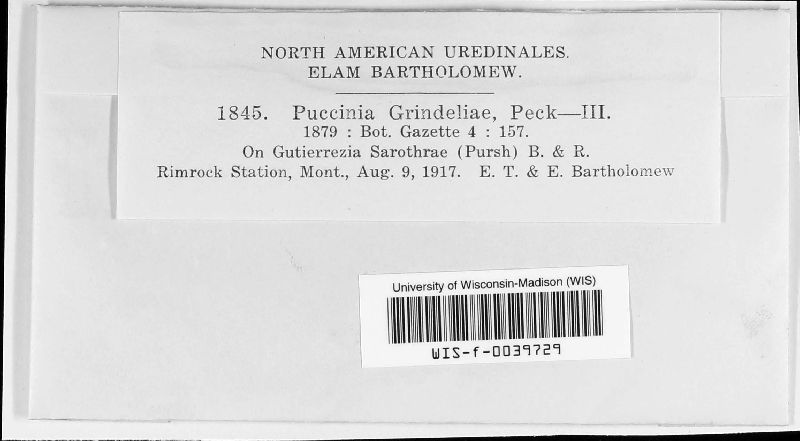 NORTH AMERICAN UREDINALES.
ELAM BARTHOLOMEW.
1845. Puccinia Grindeliae, Peck—III.
1879 : Bot. Gazette 4 : 157.
On Gutierrezia Sarothrae (Pursh) B. & R.
Rimrock Station, Mont., Aug. 9, 1917. E. T. & E. Bartholomew
University of Wisconsin-Madison (WIS)
WIS-f-0039729